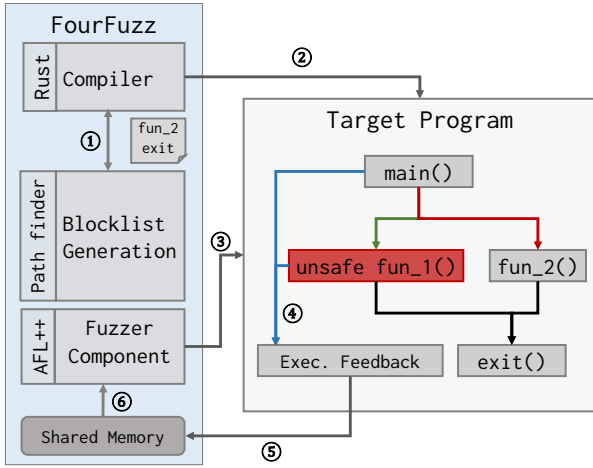 FourFuzz
Rust
Compiler
②
①
fun_2
exit
Path finder
Blocklist
Generation
③
AFL++
Fuzzer
Component
⑥
Shared Memory
Target Program
main()
unsafe fun_1()
fun_2()
④
Exec. Feedback
exit()
⑤